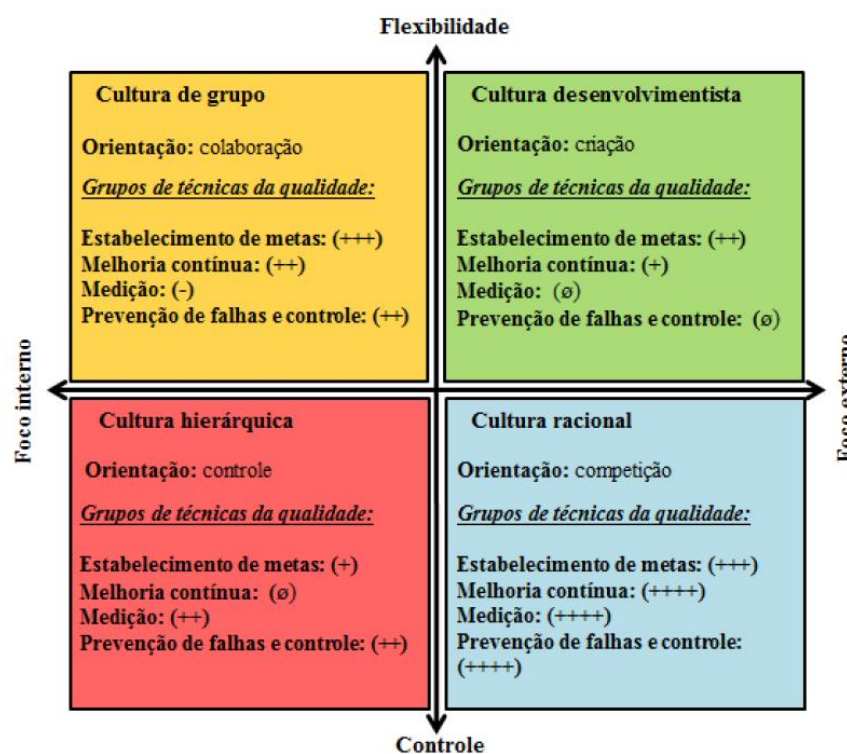 Flexibilidade
Cultura de grupo
Orientação: colaboração
Grupos de técnicas da qualidade:
Estabelecimento de metas: (+++)
Melhoria contínua: (++)
Medição: (-)
Prevenção de falhas e controle: (++)
Cultura desenvolvimentista
Orientação: criação
Grupos de técnicas da qualidade:
Estabelecimento de metas: (++)
Melhoria contínua: (+)
Medição: (ø)
Prevenção de falhas e controle: (ø)
Foco interno
Foco externo
Cultura hierárquica
Orientação: controle
Grupos de técnicas da qualidade:
Estabelecimento de metas: (+)
Melhoria contínua: (ø)
Medição: (++)
Prevenção de falhas e controle: (++)
Cultura racional
Orientação: competição
Grupos de técnicas da qualidade:
Estabelecimento de metas: (+++)
Melhoria contínua: (++++)
Medição: (++++)
Prevenção de falhas e controle:
(++++)
Controle